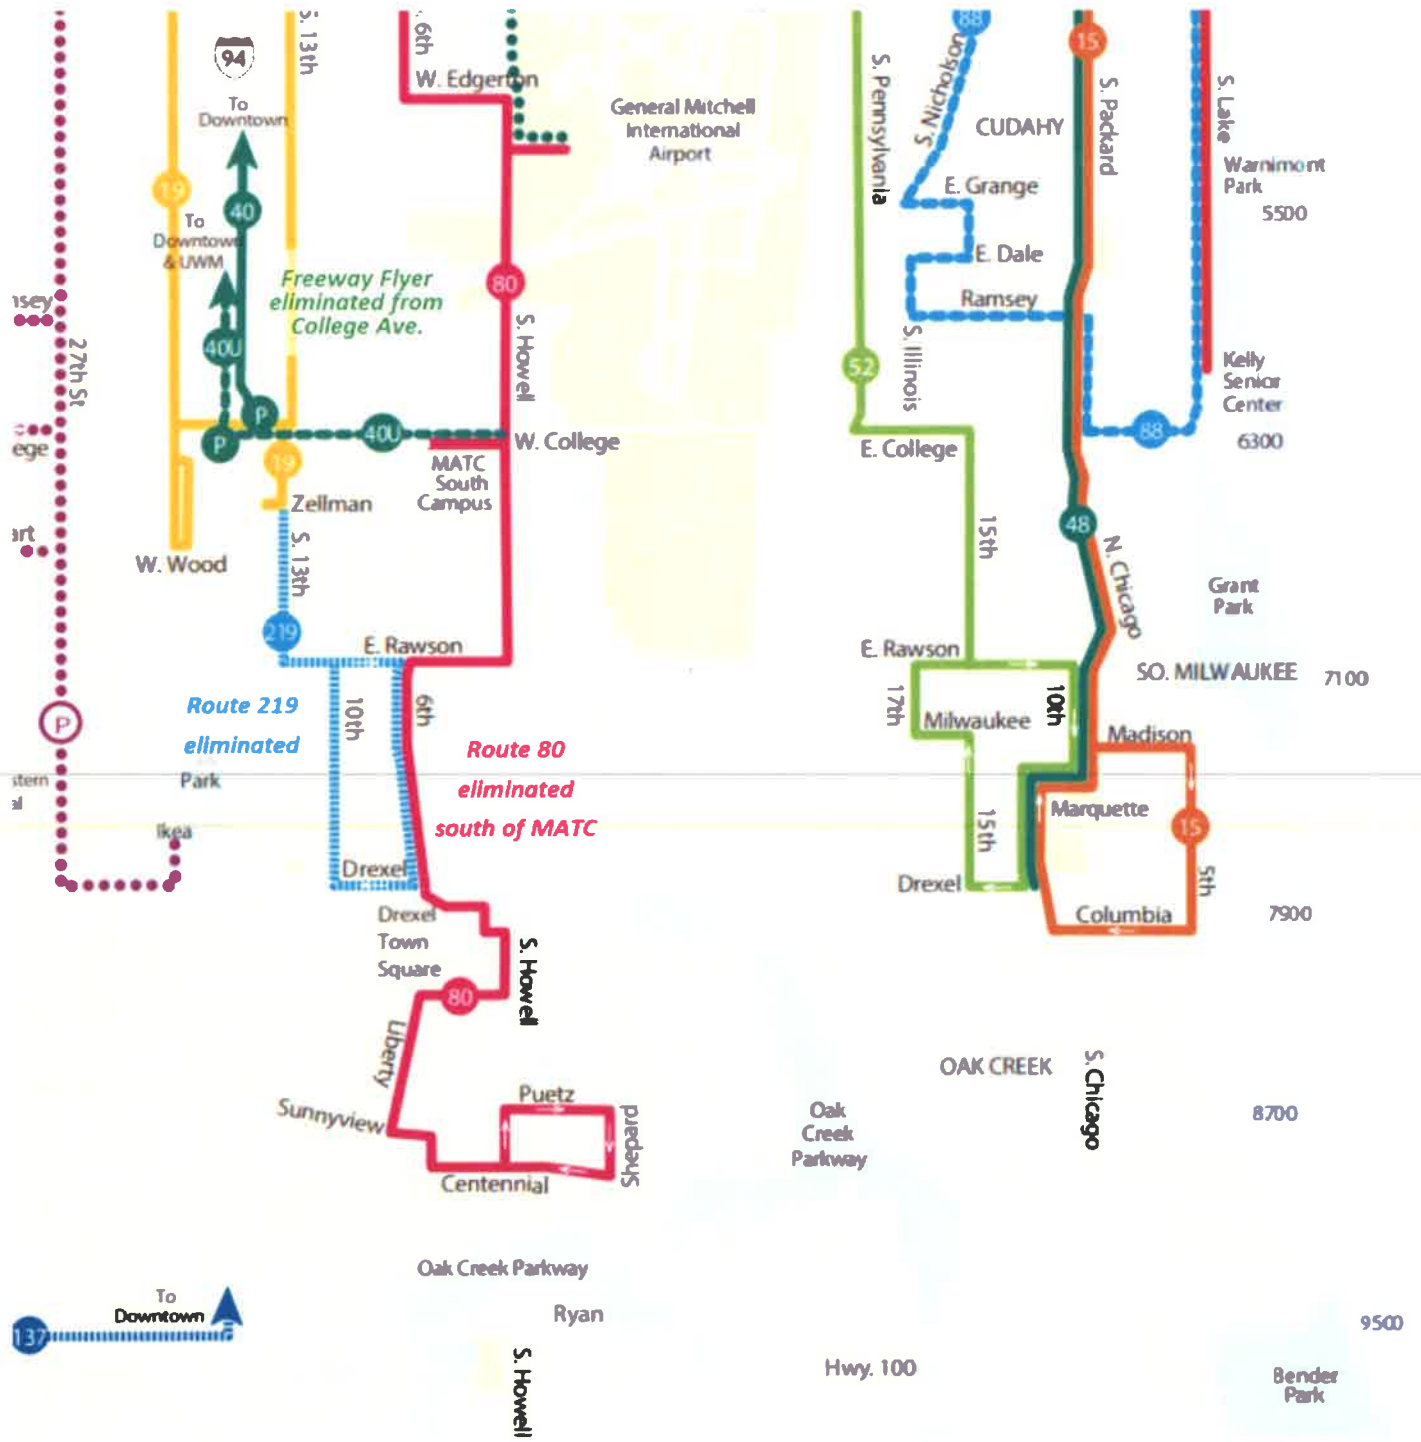 S. 13th
6th
88
15
94
W. Edgerton
To
Downtown
General Mitchell
International
Airport
S. Pennsylvania
S. Nicholson
CUDAHY
S. Packard
S. Lake
Warnimont
Park
5500
19
40
To
Downtown
& UWM
E. Grange
E. Dale
Ramsey
Freeway Flyer
eliminated from
College Ave.
80
S. Howell
27th St
40U
52
S. Illinois
Kelly
Senior
Center
6300
P
P
40U
W. College
E. College
88
ege
19
MATC
South
Campus
Zellman
W. Wood
S. 13th
15th
48
N. Chicago
Grant
Park
219
E. Rawson
E. Rawson
SO. MILWAUKEE
7100
P
Route 219
eliminated
10th
6th
Route 80
eliminated
south of MATC
17th
Milwaukee
10th
Madison
Park
Ikea
Marquette
15
15th
5th
Drexel
Drexel
Columbia
7900
Drexel
Town
Square
S. Howell
80
Liberty
OAK CREEK
S. Chicago
Sunnyview
Puetz
Shepard
Oak
Creek
Parkway
8700
Centennial
Oak Creek Parkway
To
Downtown
137
Ryan
9500
S. Howell
Hwy. 100
Bender
Park